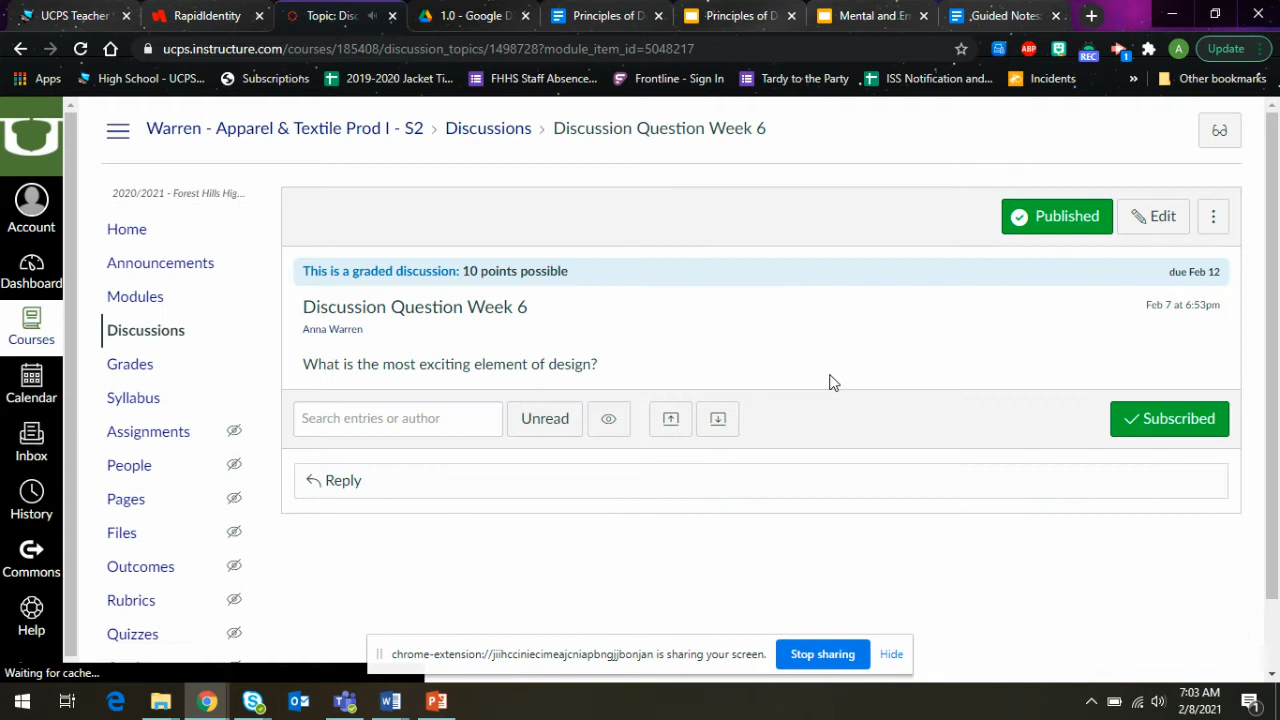 UCPS Teacher
RapidIdentity
Topic: Disc
1.0 - Google D
Principles of D
Principles of D
Mental and Em
Guided Notes
ucps.instructure.com/courses/185408/discussion_topics/1498728?module_item_id=5048217
ABP
REC
1
A
Update
Apps
High School - UCPS...
Subscriptions
2019-2020 Jacket Ti...
FHHS Staff Absence...
Frontline - Sign In
Tardy to the Party
ISS Notification and...
Incidents
»
Other bookmarks
Warren - Apparel & Textile Prod I - S2 › Discussions › Discussion Question Week 6
2020/2021 - Forest Hills Hig...
Account
Dashboard
Courses
Calendar
Inbox
History
Commons
Help
Home
Announcements
Modules
Discussions
Grades
Syllabus
Assignments
People
Pages
Files
Outcomes
Rubrics
Quizzes
Published
Edit
This is a graded discussion: 10 points possible
due Feb 12
Discussion Question Week 6
Feb 7 at 6:53pm
Anna Warren
What is the most exciting element of design?
Search entries or author
Unread
Subscribed
Reply
chrome-extension://jiihcciniecimeajcniapbngjjbonjan is sharing your screen.
Stop sharing
Hide
Waiting for cache...
7:03 AM
2/8/2021
1